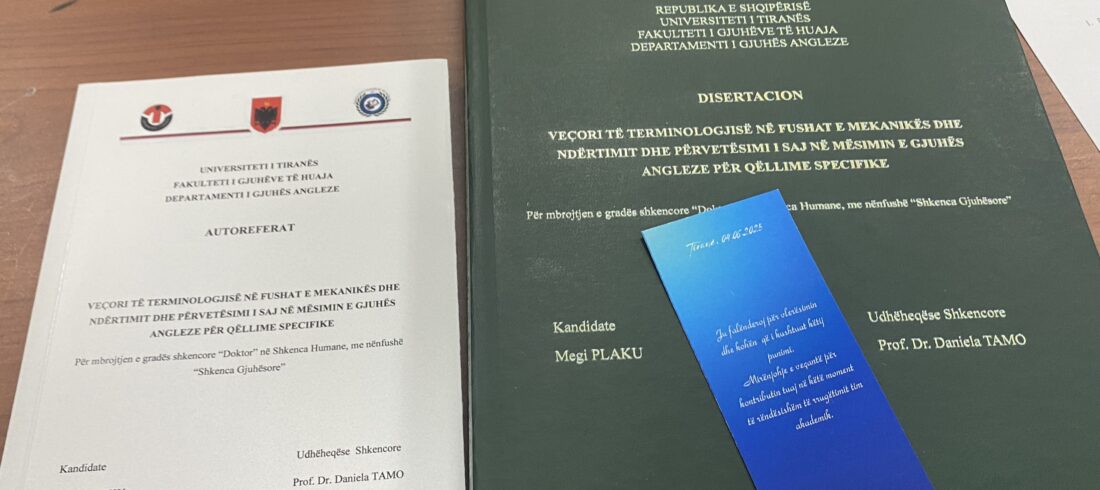 UNIVERSITETI I TIRANËS
FAKULTETI I GJUHËVE TË HUAJA
DEPARTAMENTI I GJUHËS ANGLEZE
AUTOREFERAT
VEÇORI TË TERMINOLOGJISË NË FUSHAT E MEKANIKËS DHE
NDËRTIMIT DHE PËRVETËSIMI I SAJ NË MËSIMIN E GJUHËS
ANGLEZE PËR QËLLIME SPECIFIKE
Për mbrojtjen e gradës shkencore “Doktor” në Shkenca Humane, me nënfushë
“Shkenca Gjuhësore”
Kandidate
Udhëheqëse Shkencore
Prof. Dr. Daniela TAMO
REPUBLIKA E SHQIPËRISË
UNIVERSITETI I TIRANËS
FAKULTETI I GJUHËVE TË HUAJA
DEPARTAMENTI I GJUHËS ANGLEZE
DISERTACION
VEÇORI TË TERMINOLOGJISË NË FUSHAT E MEKANIKËS DHE
NDËRTIMIT DHE PËRVETËSIMI I SAJ NË MËSIMIN E GJUHËS
ANGLEZE PËR QËLLIME SPECIFIKE
Për mbrojtjen e gradës shkencore Humane, me nënfushë “Shkenca Gjuhësore”
Kandidate
Megi PLAKU
Udhëheqëse Shkencore
Prof. Dr. Daniela TAMO
Tiranë, 09.06.2025
Ju falënderoj për vlerësimin
dhe kohën që i kushtuat këtij
punimi.
Mirënjohje e veçantë për
kontributin tuaj në këtë moment
të rëndësishëm të rrugëtimit tim
akademik.